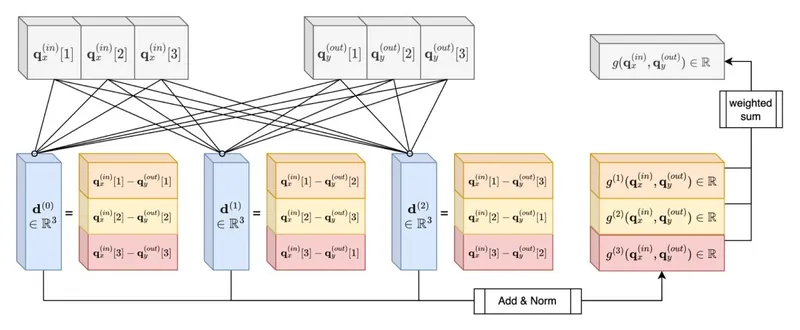 q_x^{(in)}[1] q_x^{(in)}[2] q_x^{(in)}[3]
q_y^{(out)}[1] q_y^{(out)}[2] q_y^{(out)}[3]
g(q_x^{(in)}, q_y^{(out)}) ∈ ℝ
weighted
sum
d^{(0)}
∈ ℝ^3
=
q_x^{(in)}[1] − q_y^{(out)}[1]
q_x^{(in)}[2] − q_y^{(out)}[2]
q_x^{(in)}[3] − q_y^{(out)}[3]
d^{(1)}
∈ ℝ^3
=
q_x^{(in)}[1] − q_y^{(out)}[2]
q_x^{(in)}[2] − q_y^{(out)}[3]
q_x^{(in)}[3] − q_y^{(out)}[1]
d^{(2)}
∈ ℝ^3
=
q_x^{(in)}[1] − q_y^{(out)}[3]
q_x^{(in)}[2] − q_y^{(out)}[1]
q_x^{(in)}[3] − q_y^{(out)}[2]
g^{(1)}(q_x^{(in)}, q_y^{(out)}) ∈ ℝ
g^{(2)}(q_x^{(in)}, q_y^{(out)}) ∈ ℝ
g^{(3)}(q_x^{(in)}, q_y^{(out)}) ∈ ℝ
Add & Norm